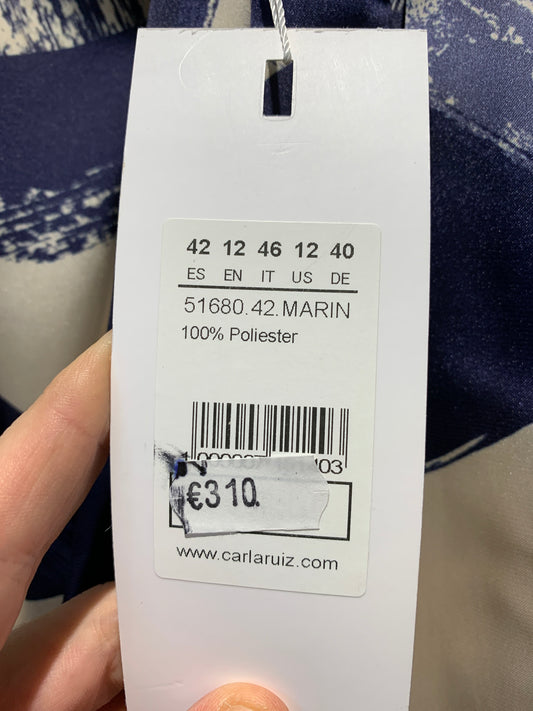 42 12 46 12 40
ES EN IT US DE
51680.42.MARIN
100% Poliester
€310.
www.carlaruiz.com